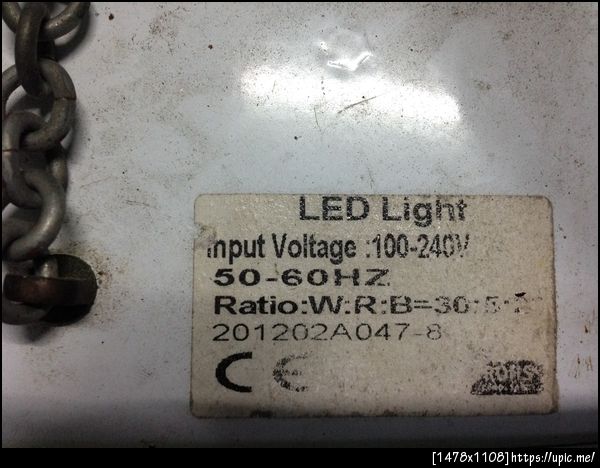 LED Light
Input Voltage :100-240V
50-60HZ
Ratio:W:R:B=30:5:
201202A047-8
CE
ROHS
[1478x1108]https://upic.me/